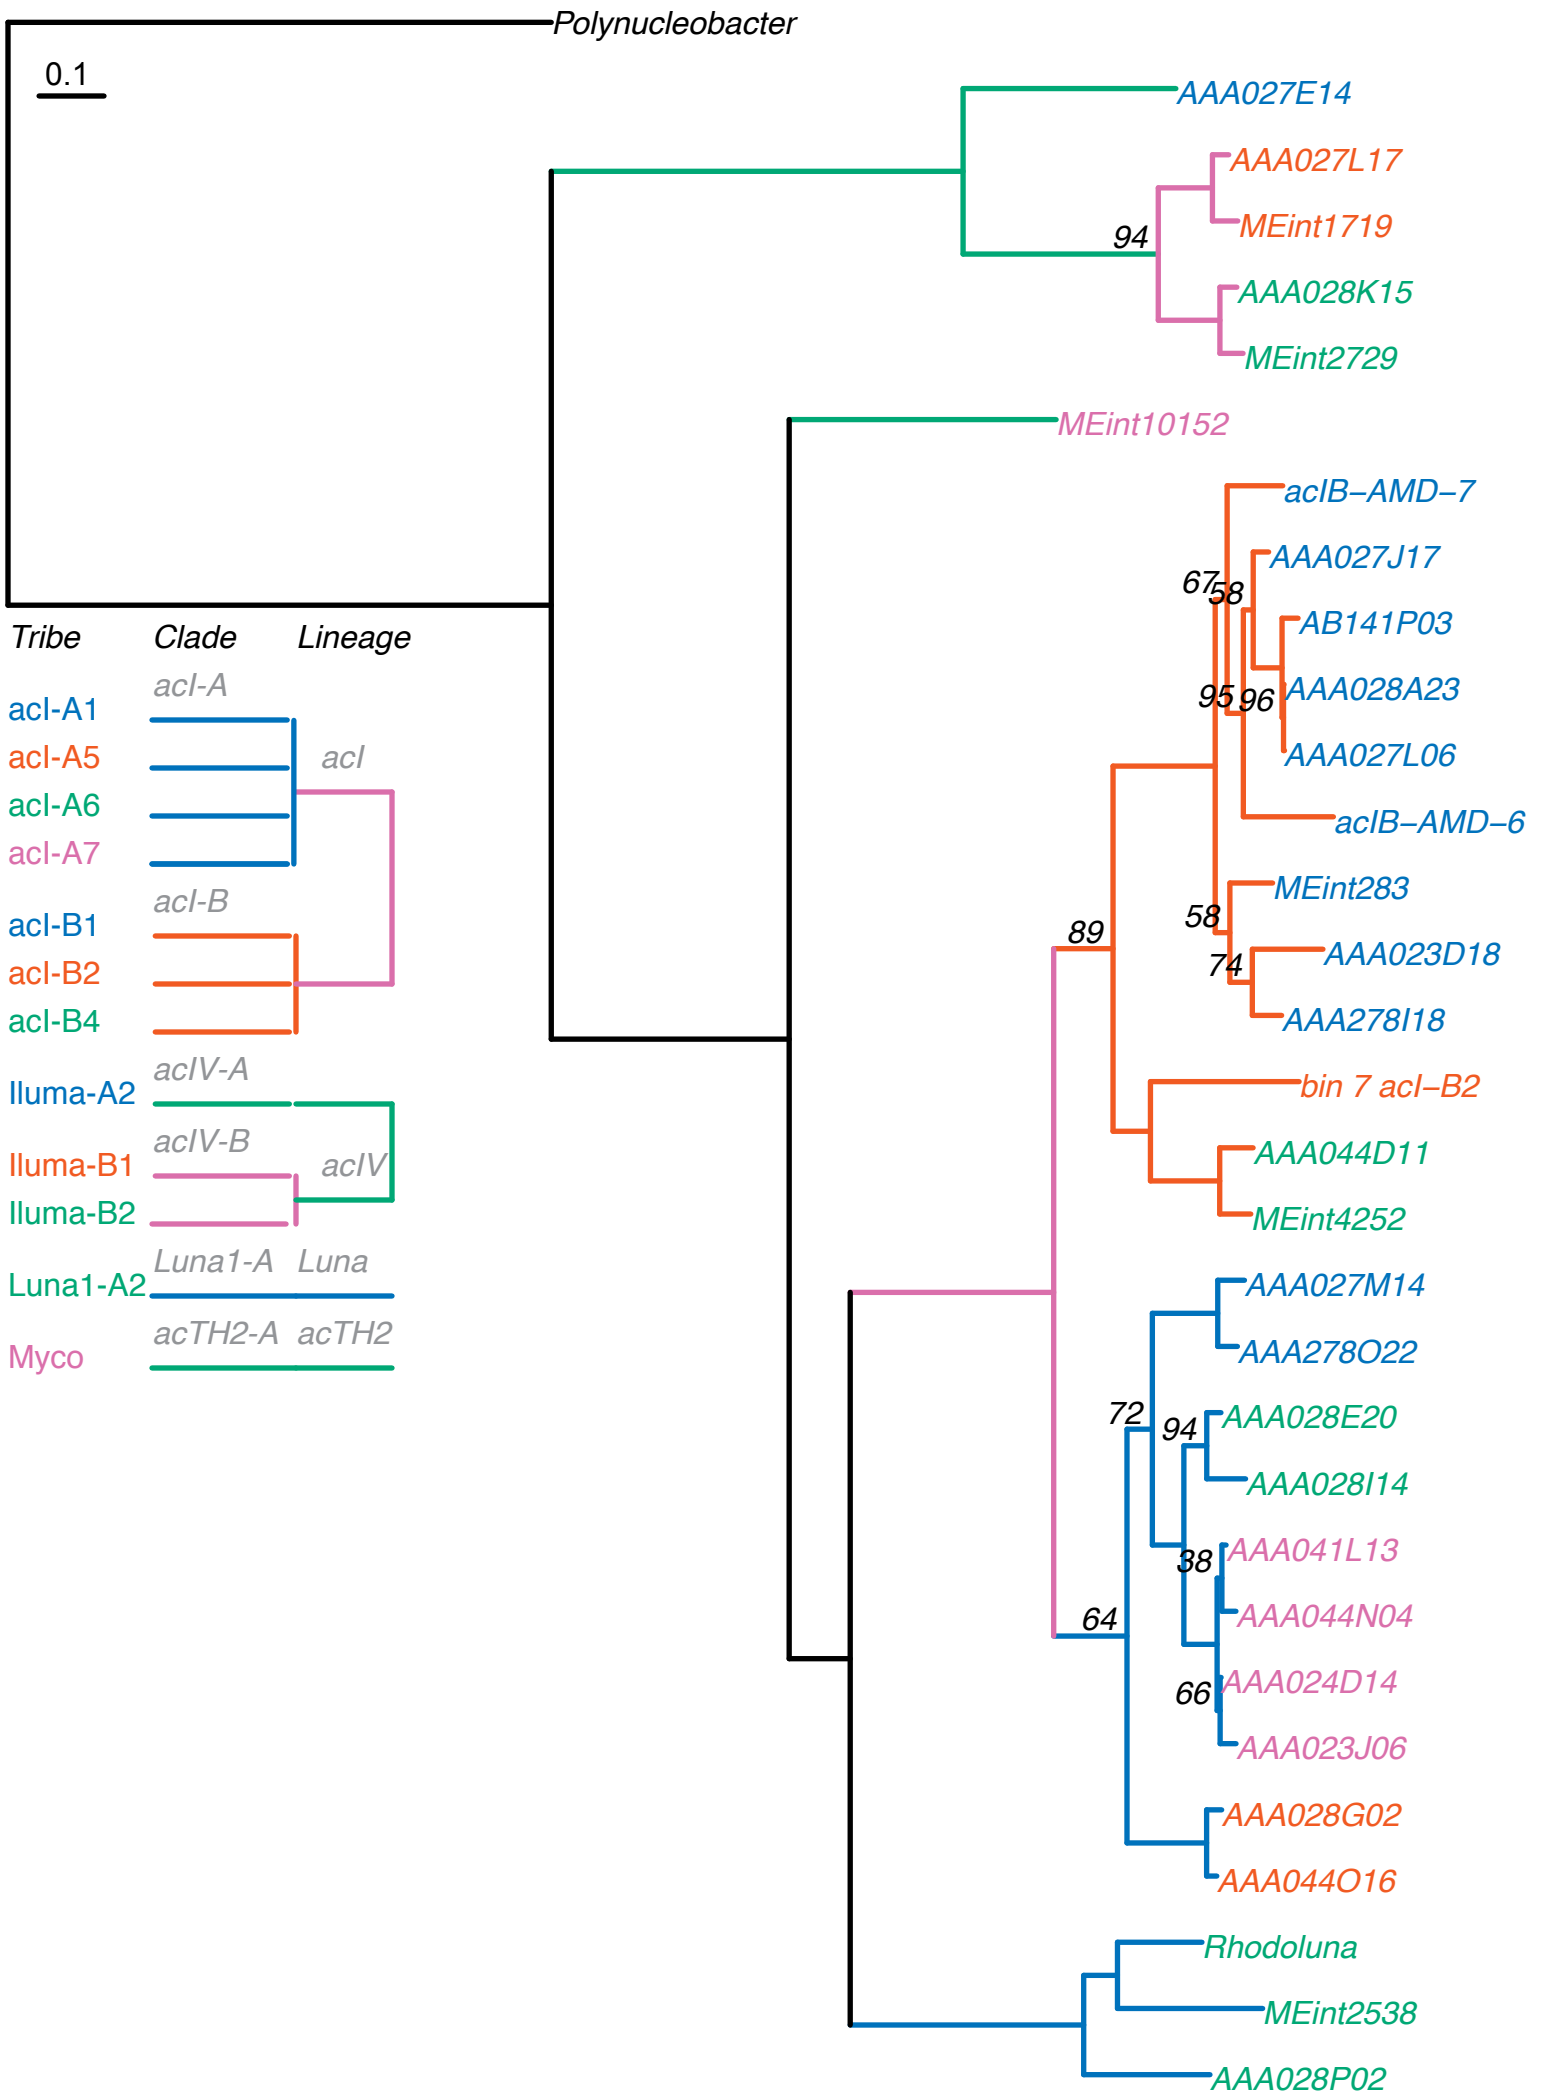 Polynucleobacter
0.1
AAA027E14
AAA027L17
MEint1719
94
AAA028K15
MEint2729
MEint10152
acIB−AMD−7
AAA027J17
67
58
AB141P03
95
96
AAA028A23
AAA027L06
acIB−AMD−6
MEint283
58
89
AAA023D18
74
AAA278I18
bin 7 acI−B2
AAA044D11
MEint4252
AAA027M14
AAA278O22
72
94
AAA028E20
AAA028I14
38
AAA041L13
AAA044N04
64
AAA024D14
66
AAA023J06
AAA028G02
AAA044O16
Rhodoluna
MEint2538
AAA028P02
Tribe Clade Lineage
acI-A
acI-A1
acI-A5
acI
acI-A6
acI-A7
acI-B
acI-B1
acI-B2
acI-B4
acIV-A
Iluma-A2
acIV-B
Iluma-B1
acIV
Iluma-B2
Luna1-A Luna
Luna1-A2
acTH2-A acTH2
Myco